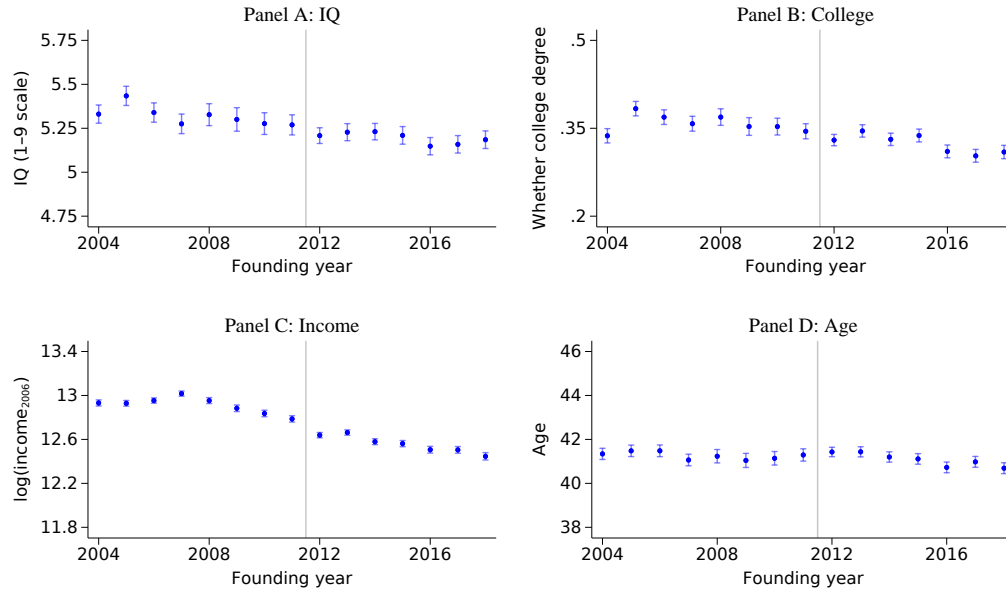 Panel A: IQ
5.75
5.5
5.25
5
4.75
IQ (1–9 scale)
2004 2008 2012 2016
Founding year
Panel B: College
.5
.35
.2
Whether college degree
2004 2008 2012 2016
Founding year
Panel C: Income
13.4
13
12.6
12.2
11.8
log(income₂₀₀₆)
2004 2008 2012 2016
Founding year
Panel D: Age
46
44
42
40
38
Age
2004 2008 2012 2016
Founding year